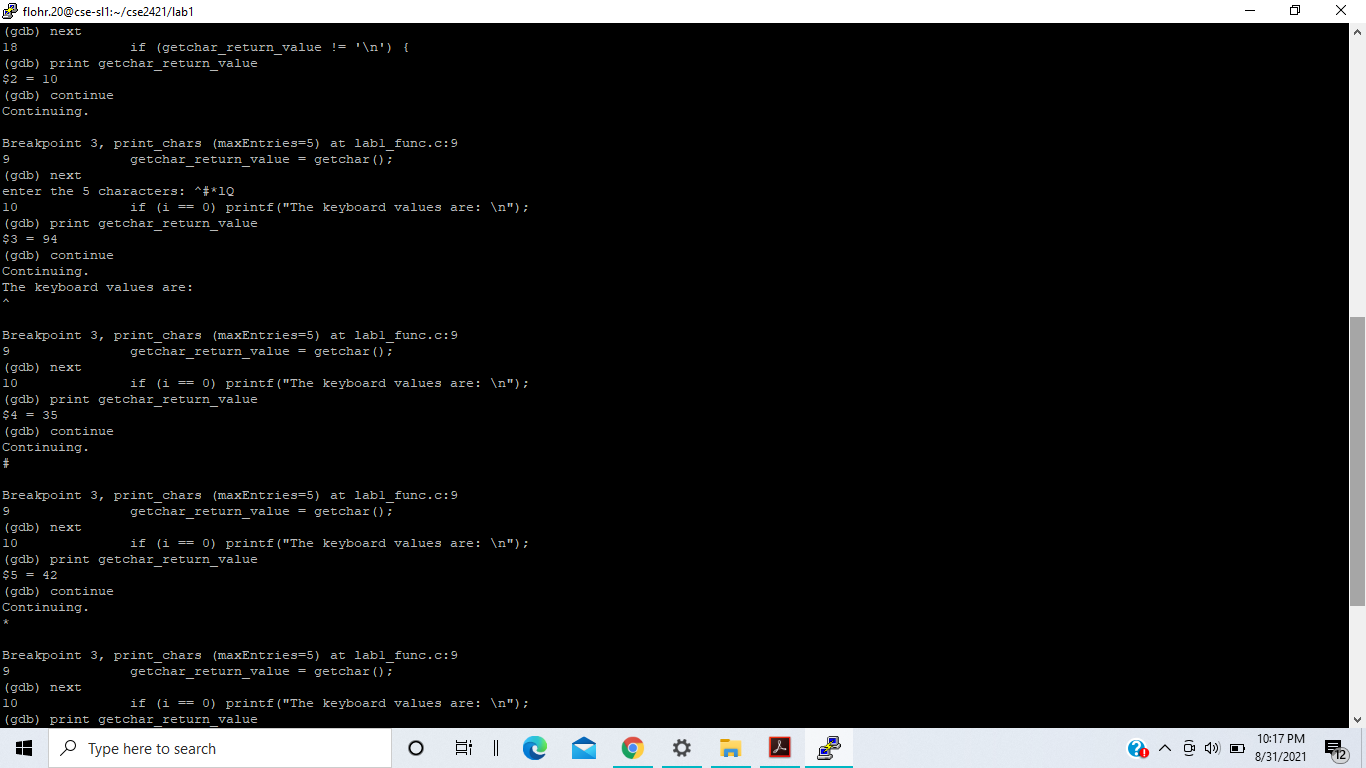 flohr.20@cse-sl1:~/cse2421/lab1
(gdb) next
18              if (getchar_return_value != '\n') {
(gdb) print getchar_return_value
$2 = 10
(gdb) continue
Continuing.
Breakpoint 3, print_chars (maxEntries=5) at lab1_func.c:9
9               getchar_return_value = getchar();
(gdb) next
enter the 5 characters: ^#*lQ
10              if (i == 0) printf("The keyboard values are: \n");
(gdb) print getchar_return_value
$3 = 94
(gdb) continue
Continuing.
The keyboard values are:
^
Breakpoint 3, print_chars (maxEntries=5) at lab1_func.c:9
9               getchar_return_value = getchar();
(gdb) next
10              if (i == 0) printf("The keyboard values are: \n");
(gdb) print getchar_return_value
$4 = 35
(gdb) continue
Continuing.
#
Breakpoint 3, print_chars (maxEntries=5) at lab1_func.c:9
9               getchar_return_value = getchar();
(gdb) next
10              if (i == 0) printf("The keyboard values are: \n");
(gdb) print getchar_return_value
$5 = 42
(gdb) continue
Continuing.
*
Breakpoint 3, print_chars (maxEntries=5) at lab1_func.c:9
9               getchar_return_value = getchar();
(gdb) next
10              if (i == 0) printf("The keyboard values are: \n");
(gdb) print getchar_return_value
Type here to search
10:17 PM
8/31/2021
12